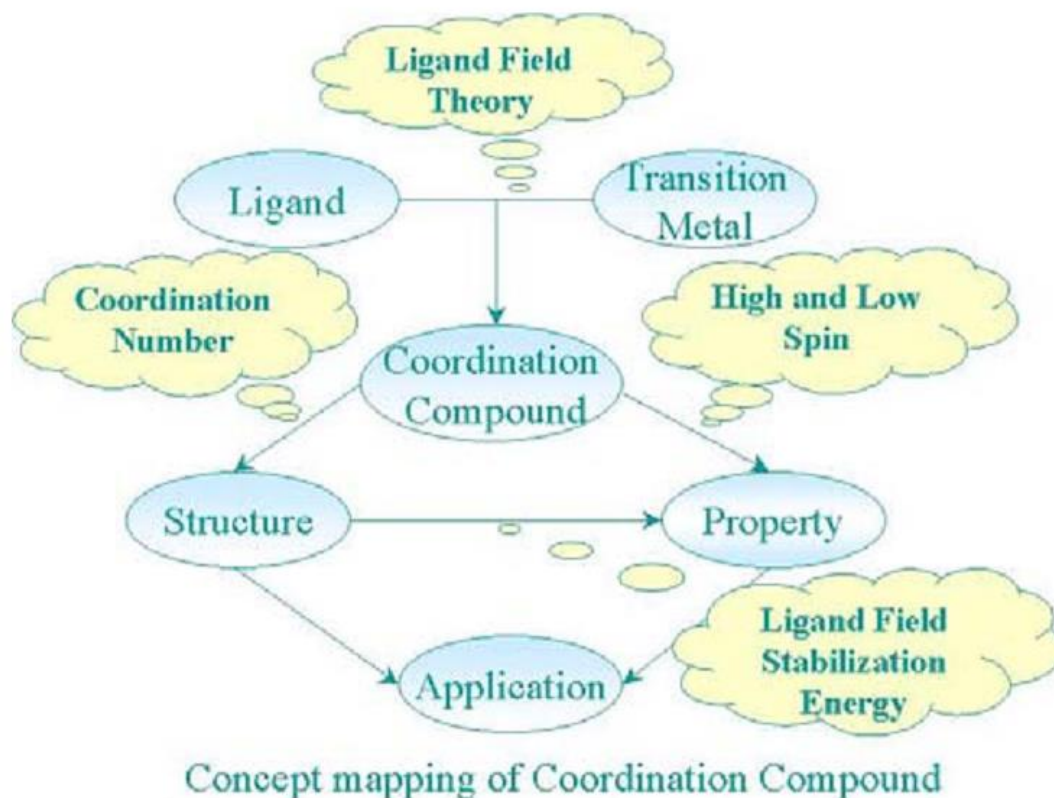 Ligand Field
Theory
Ligand
Transition
Metal
Coordination
Number
High and Low
Spin
Coordination
Compound
Structure
Property
Ligand Field
Stabilization
Energy
Application
Concept mapping of Coordination Compound